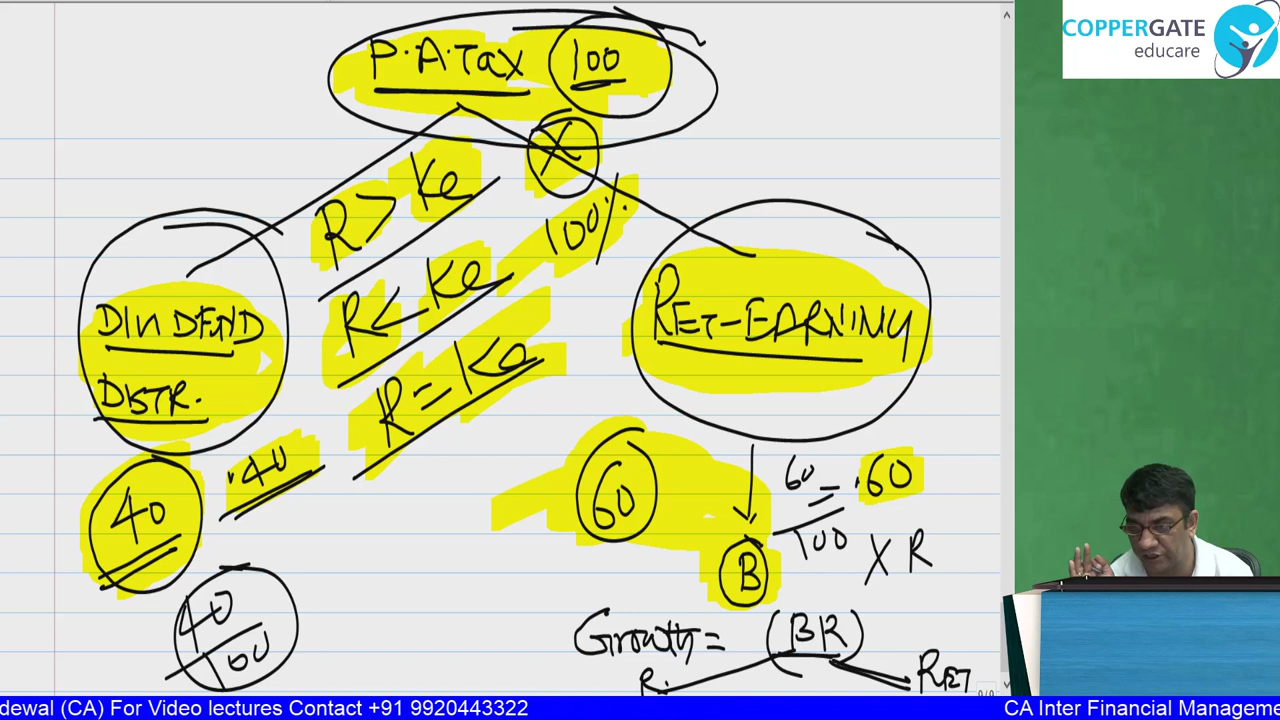 P.A.Tax 100
X
R > Ke
R < Ke 100%
R = Ke
DIVIDEND
DISTR.
RET-EARNING
40 .40
40
100
60
60 = .60
100
X R
B
Growth = (BR)
R.
RET
COPPERGATE
educare
dewal (CA) For Video lectures Contact +91 9920443322
CA Inter Financial Manageme